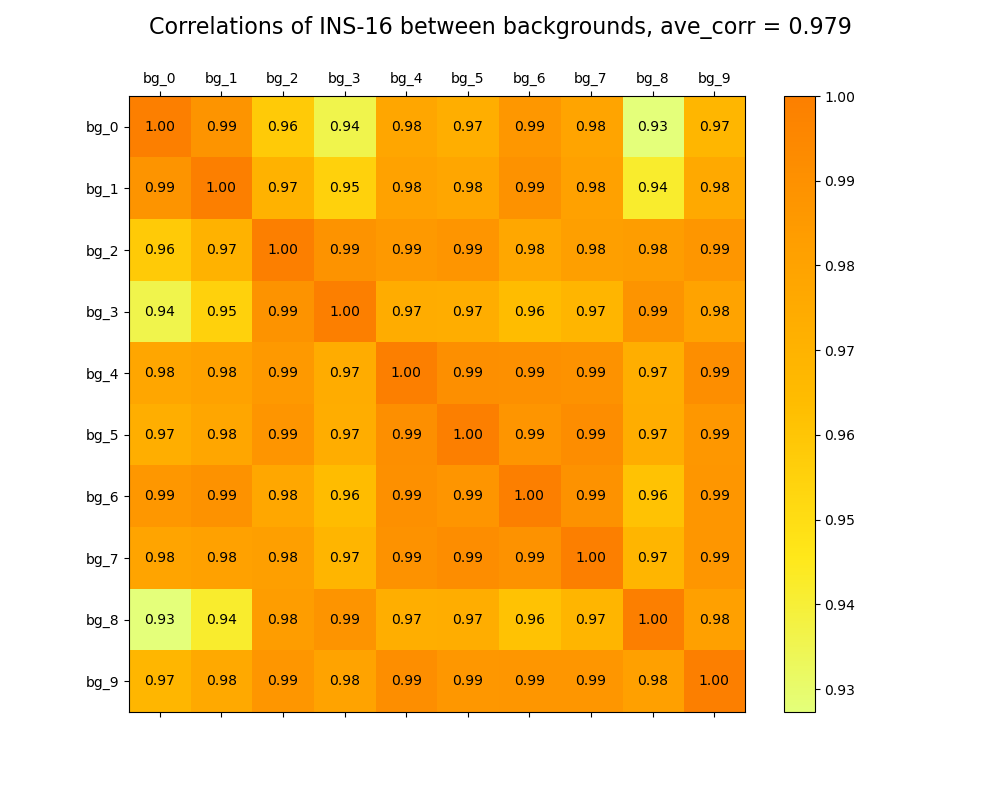 Correlations of INS-16 between backgrounds, ave_corr = 0.979
bg_0 bg_1 bg_2 bg_3 bg_4 bg_5 bg_6 bg_7 bg_8 bg_9
bg_0 1.00 0.99 0.96 0.94 0.98 0.97 0.99 0.98 0.93 0.97
bg_1 0.99 1.00 0.97 0.95 0.98 0.98 0.99 0.98 0.94 0.98
bg_2 0.96 0.97 1.00 0.99 0.99 0.99 0.98 0.98 0.98 0.99
bg_3 0.94 0.95 0.99 1.00 0.97 0.97 0.96 0.97 0.99 0.98
bg_4 0.98 0.98 0.99 0.97 1.00 0.99 0.99 0.99 0.97 0.99
bg_5 0.97 0.98 0.99 0.97 0.99 1.00 0.99 0.99 0.97 0.99
bg_6 0.99 0.99 0.98 0.96 0.99 0.99 1.00 0.99 0.96 0.99
bg_7 0.98 0.98 0.98 0.97 0.99 0.99 0.99 1.00 0.97 0.99
bg_8 0.93 0.94 0.98 0.99 0.97 0.97 0.96 0.97 1.00 0.98
bg_9 0.97 0.98 0.99 0.98 0.99 0.99 0.99 0.99 0.98 1.00
1.00
0.99
0.98
0.97
0.96
0.95
0.94
0.93